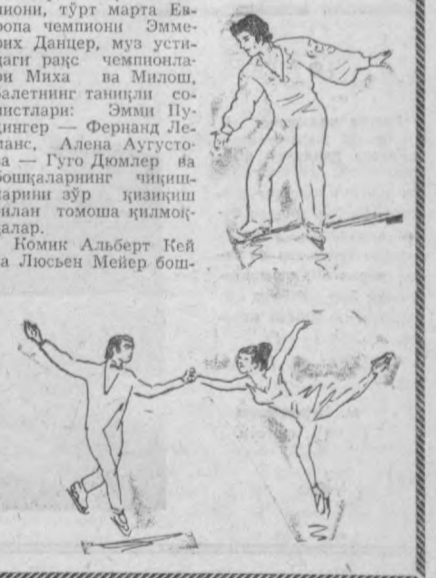 пиони, тўрт марта Ев-
ропа чемпиони Эмме-
рих Данцер, муз усти-
даги рақс чемпионла-
ри Миха ва Милош,
балетнинг таниқли со-
листлари: Эмми Пу-
дингер — Фернанд Ле-
манс, Алена Аугусто-
ва — Гуго Дюмлер ва
бошқаларнинг чиқиш-
ларини зўр қизиқиш
билан томоша қилмоқ-
далар.
Комик Альберт Кей
ва Люсьен Мейер бош-